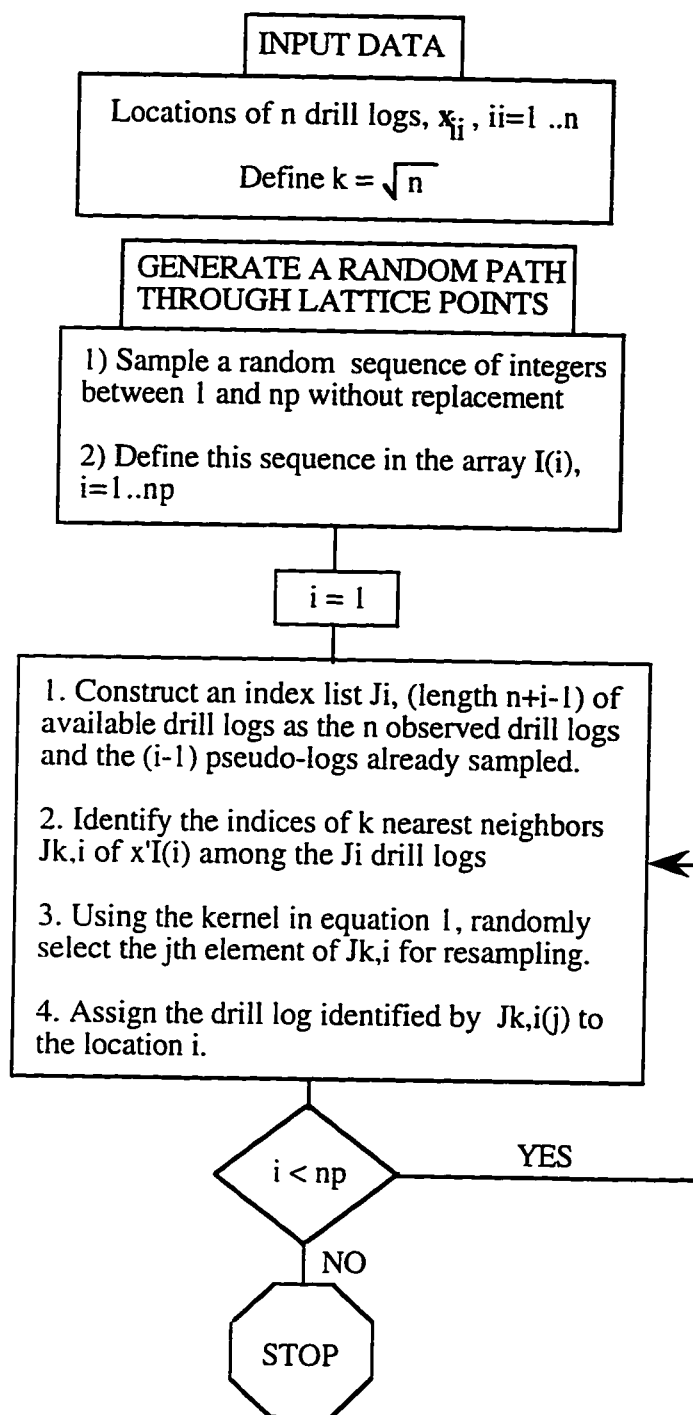 INPUT DATA
Locations of n drill logs, xii , ii=1 ..n
Define k = √n
GENERATE A RANDOM PATH
THROUGH LATTICE POINTS
1) Sample a random sequence of integers
between 1 and np without replacement
2) Define this sequence in the array I(i),
i=1..np
i = 1
1. Construct an index list Ji, (length n+i-1) of
available drill logs as the n observed drill logs
and the (i-1) pseudo-logs already sampled.
2. Identify the indices of k nearest neighbors
Jk,i of x'I(i) among the Ji drill logs
3. Using the kernel in equation 1, randomly
select the jth element of Jk,i for resampling.
4. Assign the drill log identified by Jk,i(j) to
the location i.
i < np
YES
NO
STOP